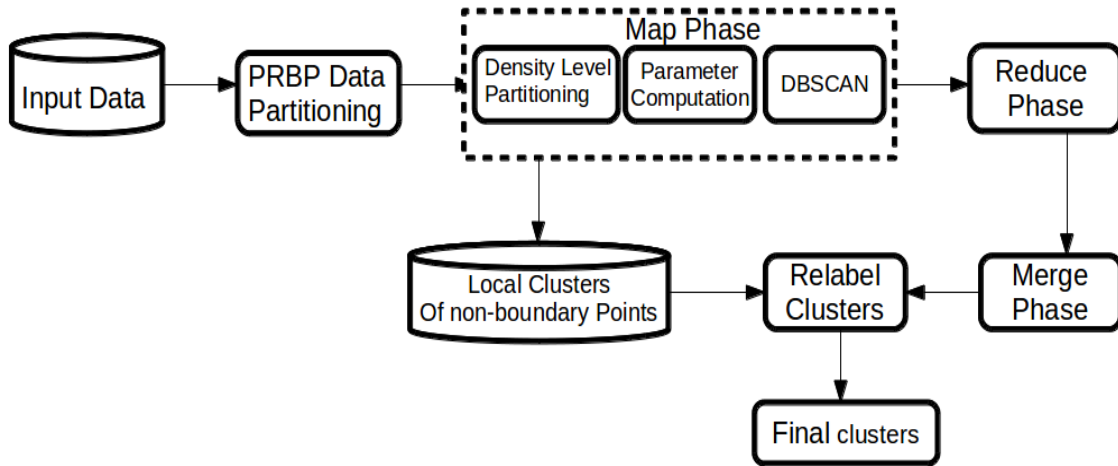 Map Phase
Input Data
PRBP Data
Partitioning
Density Level
Partitioning
Parameter
Computation
DBSCAN
Reduce
Phase
Local Clusters
Of non-boundary Points
Relabel
Clusters
Merge
Phase
Final clusters